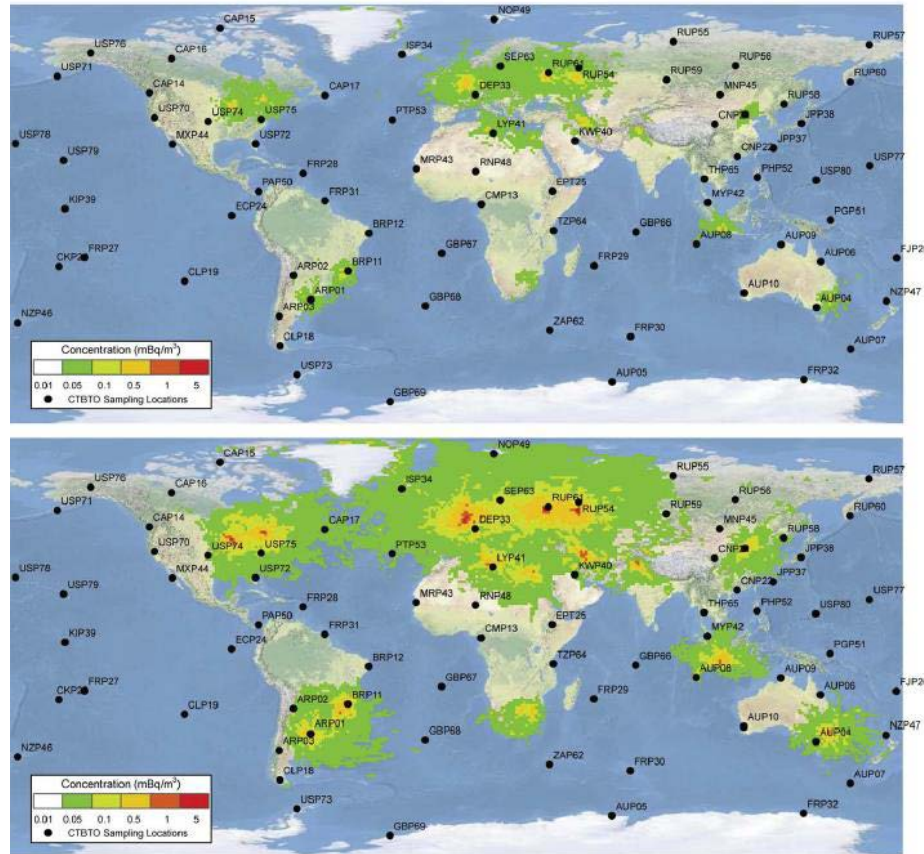 CAP15
NOP49
USP76
CAP16
ISP34
SEP63
RUP55
RUP57
USP71
RUP61
RUP54
RUP59
RUP56
RUP60
CAP14
CAP17
DEP33
MNP45
RUP58
USP70
USP74
USP75
PTP53
LYP41
KWP40
JPP38
USP78
MXP44
USP72
CNP22
JPP37
USP79
FRP28
MRP43
RNP48
THP65
PHP52
USP80
USP77
PAP50
FRP31
CMP13
EPT25
MYP42
KIP39
ECP24
BRP12
TZP64
GBP66
PGP51
GBP67
AUP08
AUP09
AUP06
FRP27
CLP19
ARP02
BRP11
FRP29
ARP01
AUP10
AUP04
NZP47
NZP46
ARP03
GBP68
ZAP62
FRP30
AUP07
CLP18
USP73
GBP69
AUP05
FRP32
Concentration (mBq/m³)
0.01 0.05 0.1 0.5 1 5
CTBTO Sampling Locations
CAP15
NOP49
USP76
CAP16
ISP34
SEP63
RUP55
RUP57
USP71
RUP61
RUP54
RUP59
RUP56
RUP60
CAP14
CAP17
DEP33
MNP45
RUP58
USP70
USP74
USP75
PTP53
LYP41
KWP40
JPP38
USP78
MXP44
USP72
CNP22
JPP37
USP79
FRP28
MRP43
RNP48
THP65
PHP52
USP80
USP77
PAP50
FRP31
CMP13
EPT25
MYP42
KIP39
ECP24
BRP12
TZP64
GBP66
PGP51
GBP67
AUP08
AUP09
AUP06
FRP27
CLP19
ARP02
BRP11
FRP29
ARP01
AUP10
AUP04
NZP47
NZP46
ARP03
GBP68
ZAP62
FRP30
AUP07
CLP18
USP73
GBP69
AUP05
FRP32
Concentration (mBq/m³)
0.01 0.05 0.1 0.5 1 5
CTBTO Sampling Locations